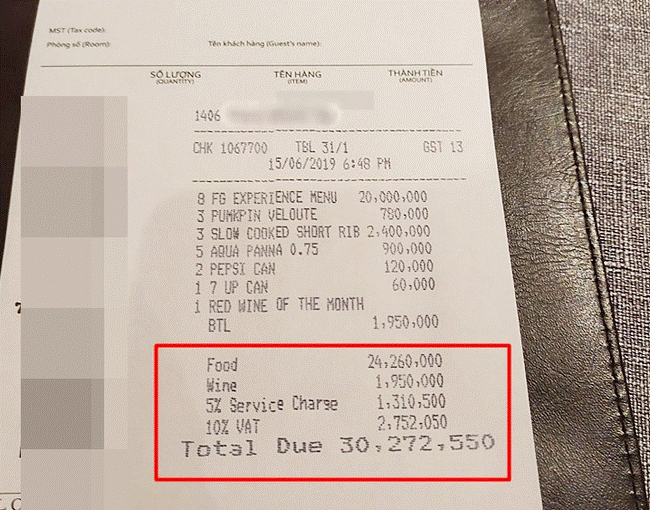 MST (Tax code):
Phòng số (Room): Tên khách hàng (Guest's name):
SỐ LƯỢNG TÊN HÀNG THÀNH TIỀN
(QUANTITY) (ITEM) (AMOUNT)
1406
CHK 1067700 TBL 31/1 GST 13
15/06/2019 6:48 PM
8 FG EXPERIENCE MENU 20,000,000
3 PUMKPIN VELOUTE 780,000
3 SLOW COOKED SHORT RIB 2,400,000
5 AQUA PANNA 0.75 900,000
2 PEPSI CAN 120,000
1 7 UP CAN 60,000
1 RED WINE OF THE MONTH
BTL 1,950,000
Food 24,260,000
Wine 1,950,000
5% Service Charge 1,310,500
10% VAT 2,752,050
Total Due 30,272,550